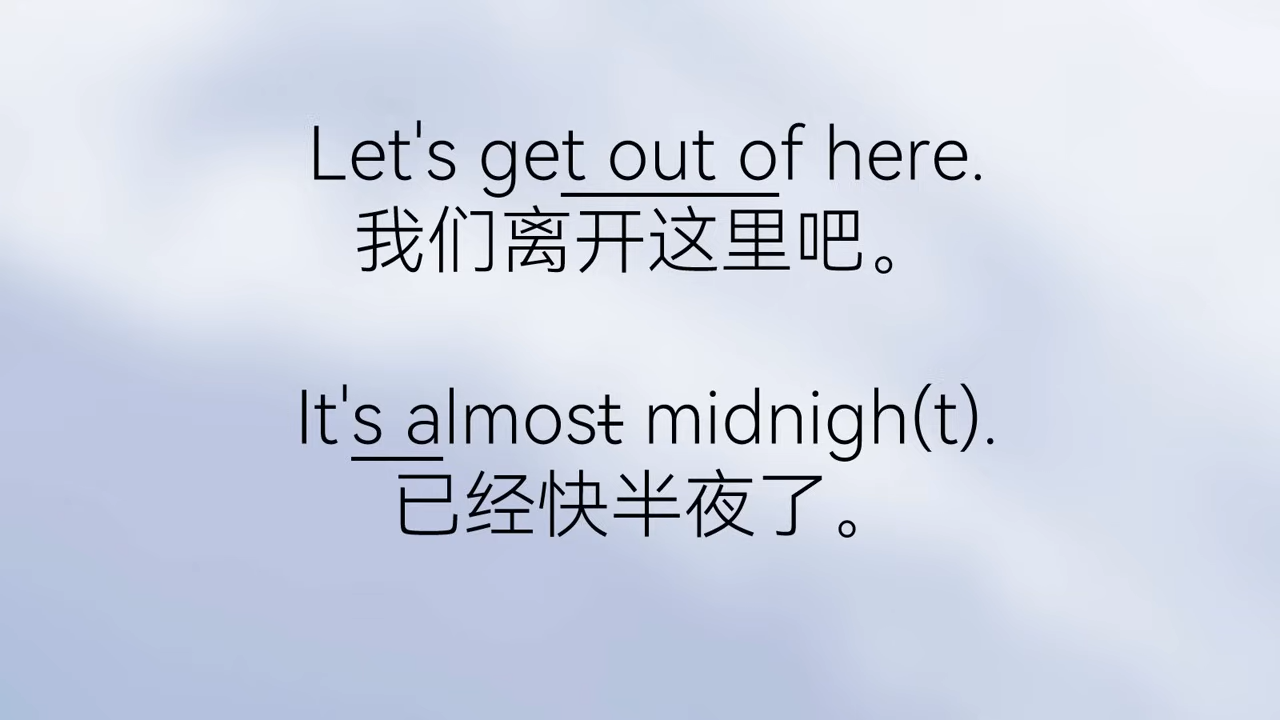 Let's get out of here.
我们离开这里吧。
It's almost midnigh(t).
已经快半夜了。